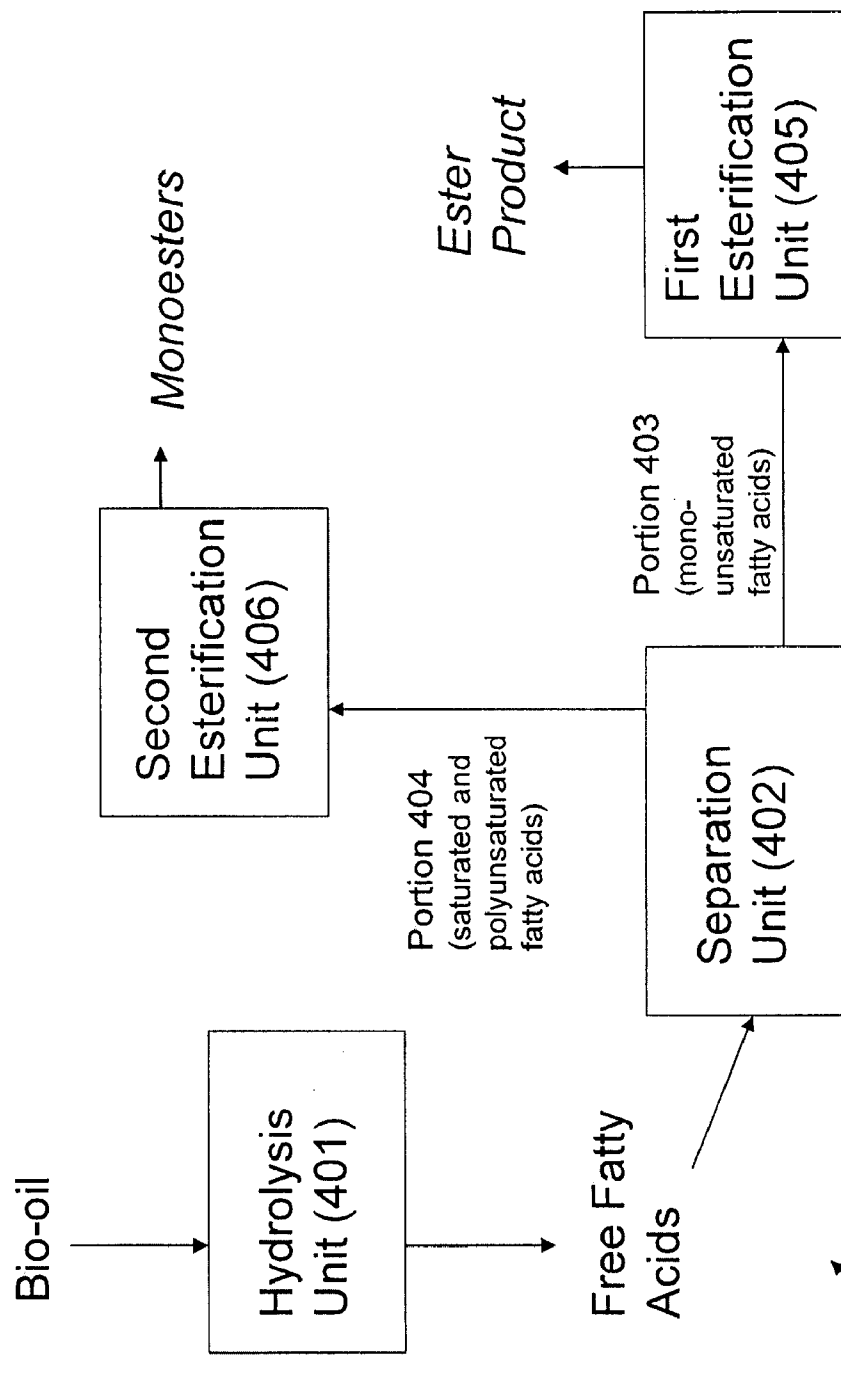 Bio-oil
Hydrolysis
Unit (401)
Free Fatty
Acids
Separation
Unit (402)
Portion 404
(saturated and
polyunsaturated
fatty acids)
Second
Esterification
Unit (406)
Monoesters
Portion 403
(mono-
unsaturated
fatty acids)
First
Esterification
Unit (405)
Ester
Product